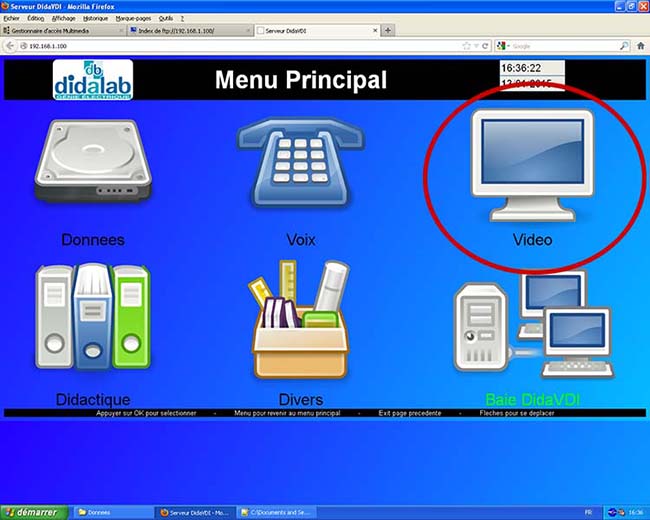 Serveur DidaVDI - Mozilla Firefox
Fichier Édition Affichage Historique Marque-pages Outils ?
Gestionnaire d'accès Multimedia
Index de ftp://192.168.1.100/
Serveur DidaVDI
192.168.1.100
Google
didalab
GENIE ELECTRIQUE
Menu Principal
16:36:22
Donnees
Voix
Video
Didactique
Divers
Baie DidaVDI
Appuyer sur OK pour selectionner - Menu pour revenir au menu principal - Exit page precedente - Fleches pour se deplacer
démarrer
Donnees
Serveur DidaVDI - Mo...
C:\Documents and Se...
FR
16:36